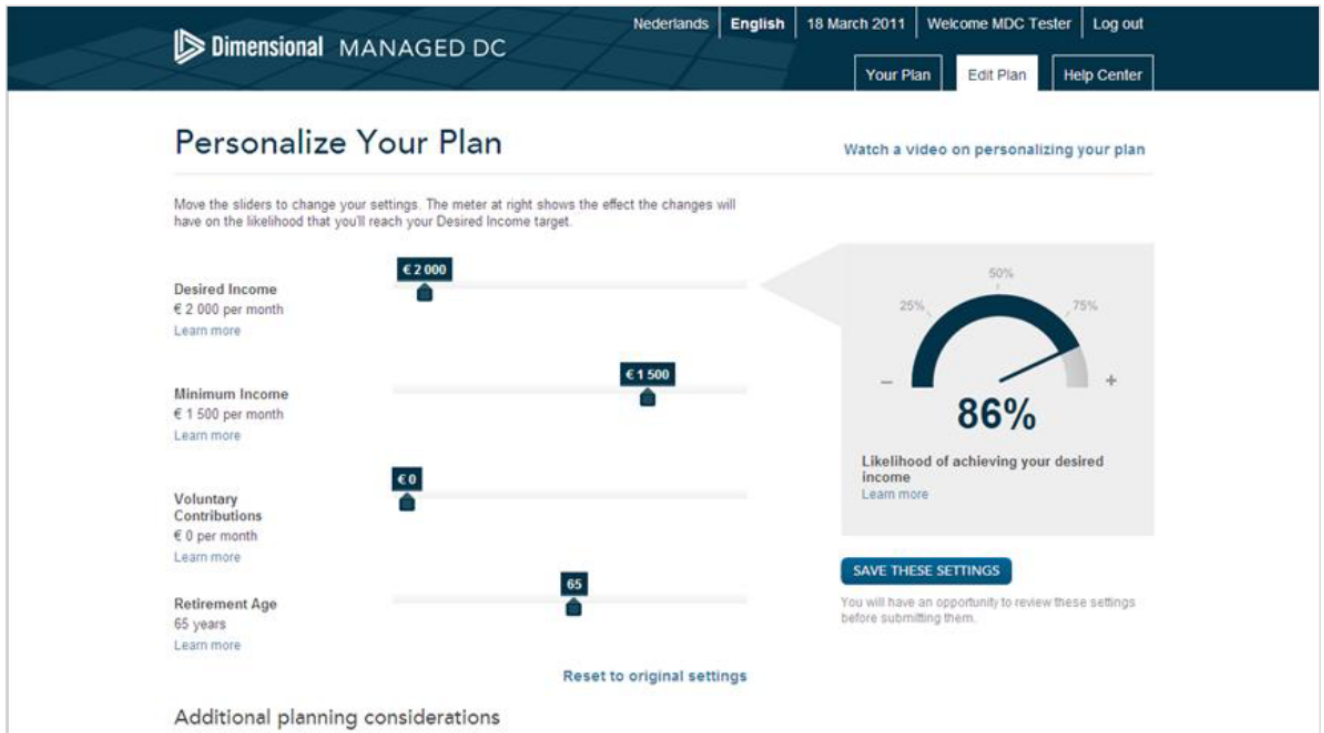 Nederlands English 18 March 2011 Welcome MDC Tester Log out
Dimensional MANAGED DC
Your Plan Edit Plan Help Center
Personalize Your Plan
Watch a video on personalizing your plan
Move the sliders to change your settings. The meter at right shows the effect the changes will
have on the likelihood that you'll reach your Desired Income target.
€ 2 000
Desired Income
€ 2 000 per month
Learn more
€ 1 500
Minimum Income
€ 1 500 per month
Learn more
€ 0
Voluntary
Contributions
€ 0 per month
Learn more
65
Retirement Age
65 years
Learn more
Reset to original settings
50%
25% 75%
– +
86%
Likelihood of achieving your desired
income
Learn more
SAVE THESE SETTINGS
You will have an opportunity to review these settings
before submitting them.
Additional planning considerations